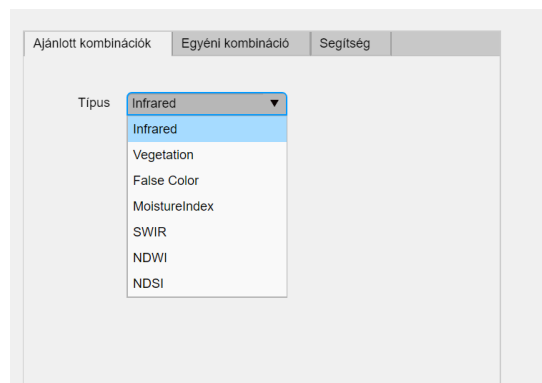 Ajánlott kombinációk Egyéni kombináció Segítség
Típus Infrared
Infrared
Vegetation
False Color
MoistureIndex
SWIR
NDWI
NDSI